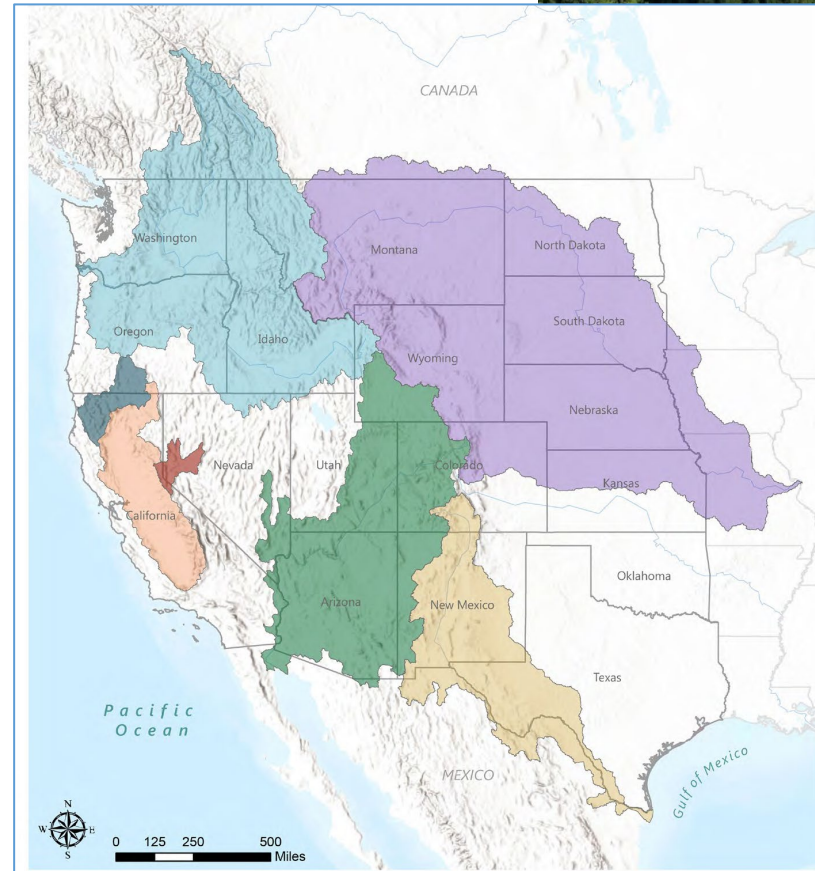 CANADA
Washington
Montana
North Dakota
Oregon
Idaho
South Dakota
Wyoming
Nebraska
Nevada
Utah
Colorado
Kansas
California
Oklahoma
Arizona
New Mexico
Texas
Pacific
Ocean
MEXICO
Gulf of Mexico
N
W E
S
0 125 250 500
Miles